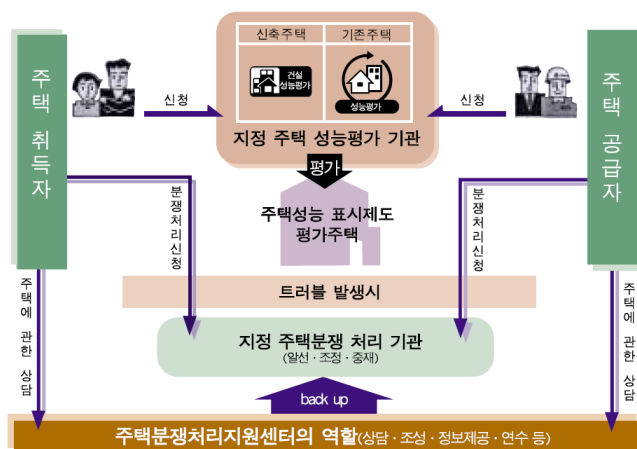 신축주택 기존주택
건설
성능평가
성능평가
주택 취득자
신청
지정 주택 성능평가 기관
신청
주택 공급자
평가
주택성능 표시제도
평가주택
분쟁처리신청
분쟁처리신청
트러블 발생시
지정 주택분쟁 처리 기관
(알선·조정·중재)
주택에 관한 상담
주택에 관한 상담
back up
주택분쟁처리지원센터의 역할(상담·조성·정보제공·연수 등)